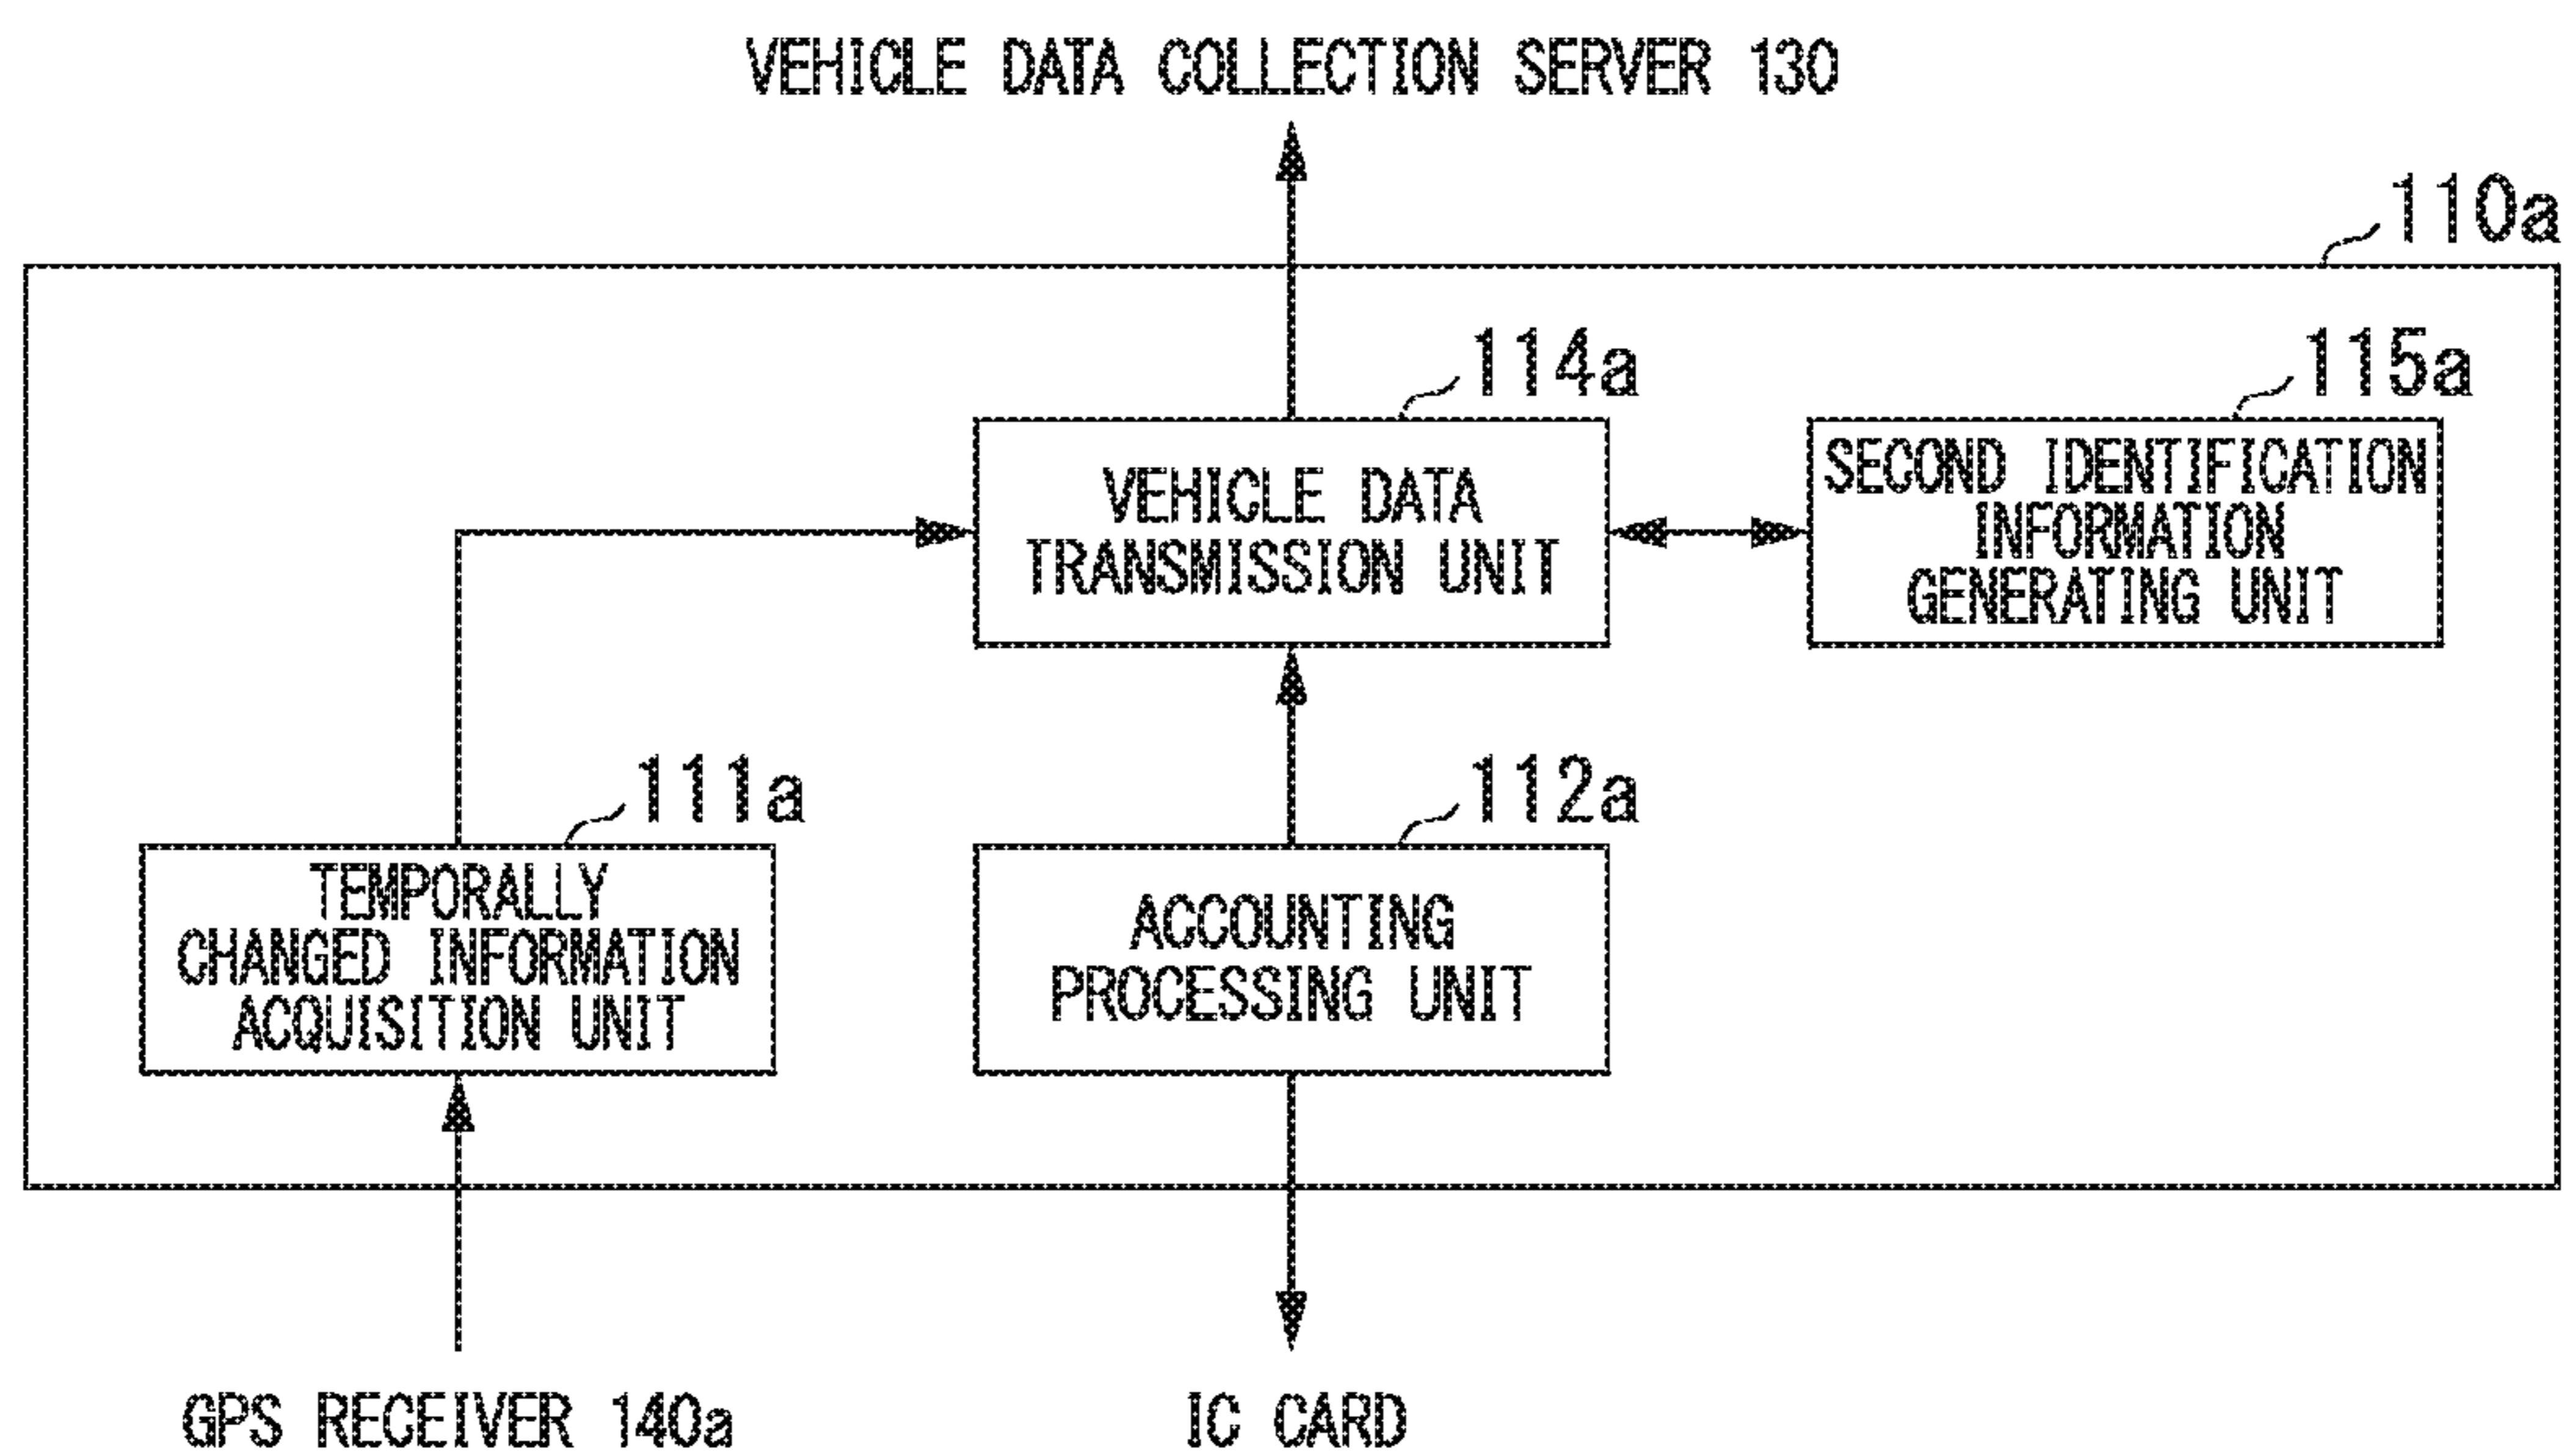 VEHICLE DATA COLLECTION SERVER 130
110a
114a
115a
VEHICLE DATA
TRANSMISSION UNIT
SECOND IDENTIFICATION
INFORMATION
GENERATING UNIT
111a
112a
TEMPORALLY
CHANGED INFORMATION
ACQUISITION UNIT
ACCOUNTING
PROCESSING UNIT
GPS RECEIVER 140a
IC CARD